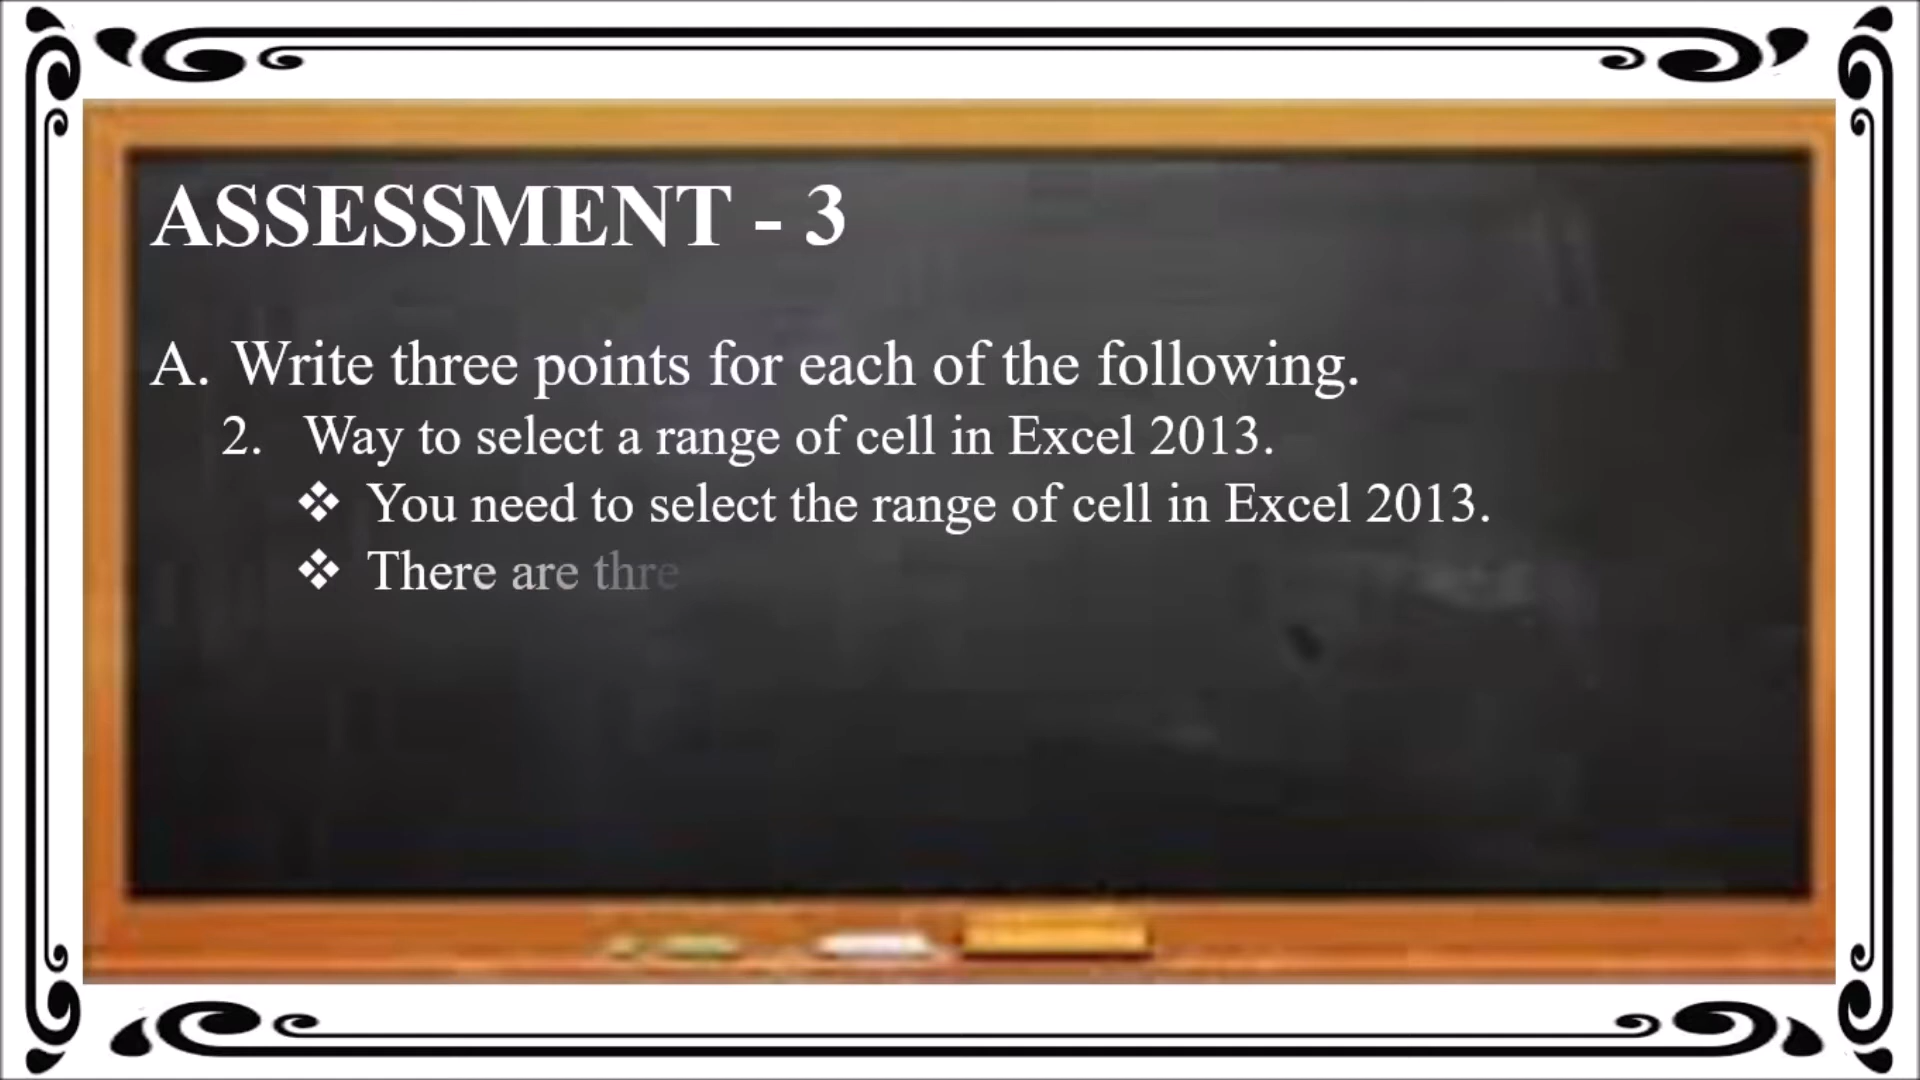 ASSESSMENT - 3
A. Write three points for each of the following.
2. Way to select a range of cell in Excel 2013.
❖ You need to select the range of cell in Excel 2013.
❖ There are thre